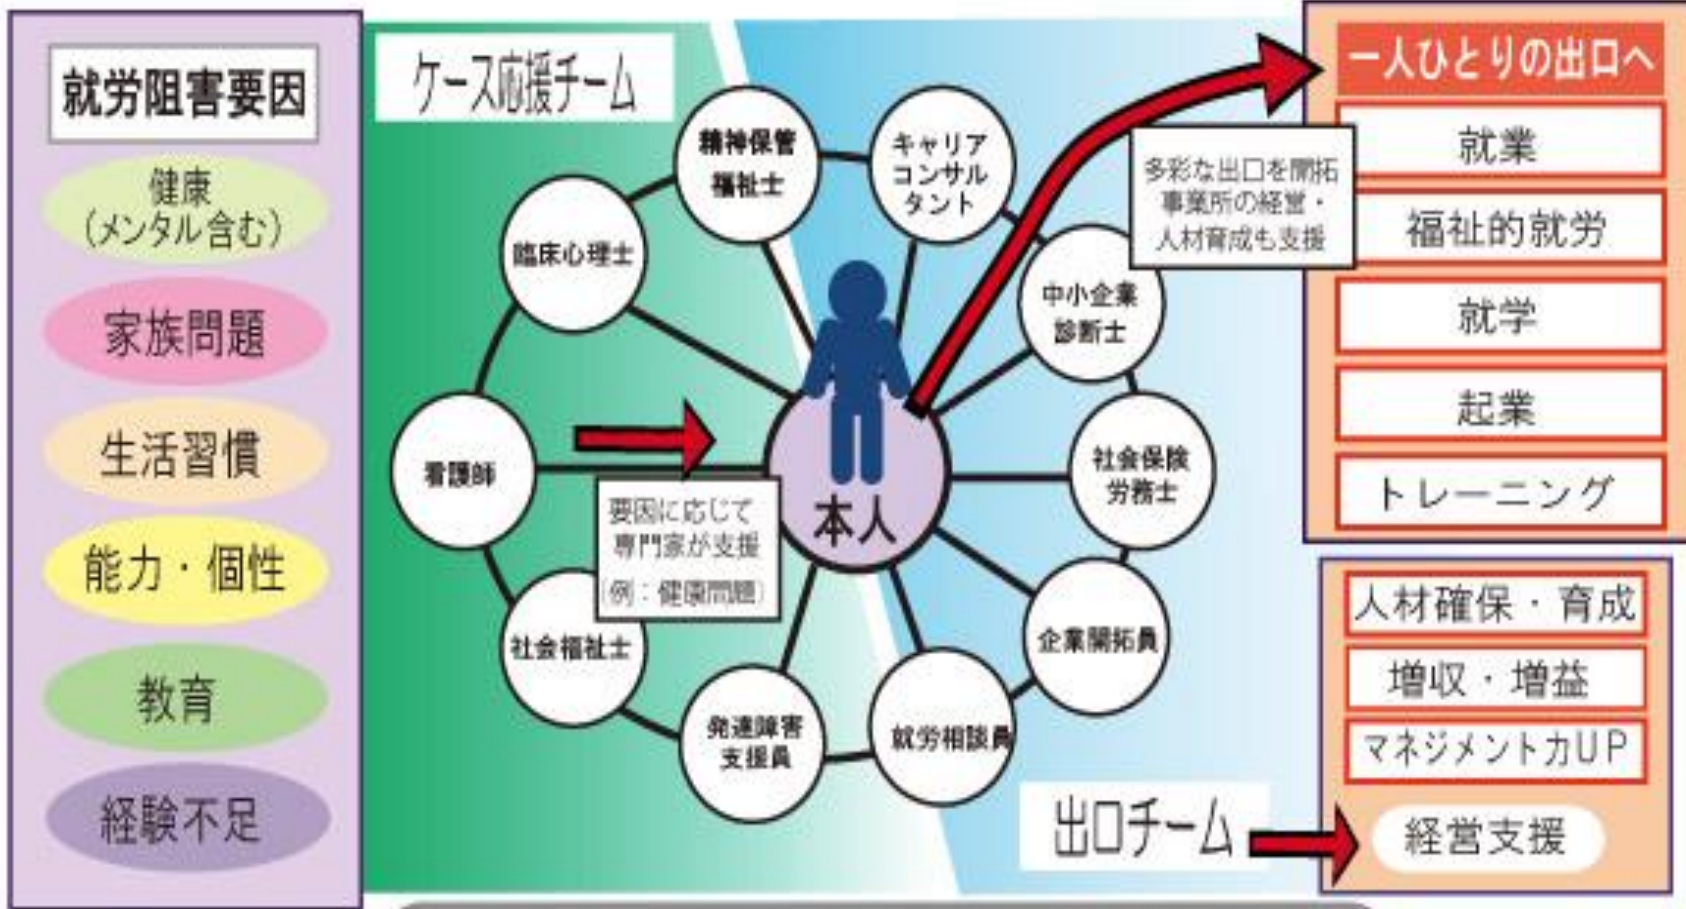 就労阻害要因
健康
(メンタル含む)
家族問題
生活習慣
能力・個性
教育
経験不足
ケース応援チーム
精神保管
福祉士
キャリア
コンサル
タント
臨床心理士
中小企業
診断士
看護師
社会保険
労務士
社会福祉士
企業開拓員
発達障害
支援員
就労相談員
本人
要因に応じて
専門家が支援
(例：健康問題)
多彩な出口を開拓
事業所の経営・
人材育成も支援
出口チーム
一人ひとりの出口へ
就業
福祉的就労
就学
起業
トレーニング
人材確保・育成
増収・増益
マネジメント力UP
経営支援